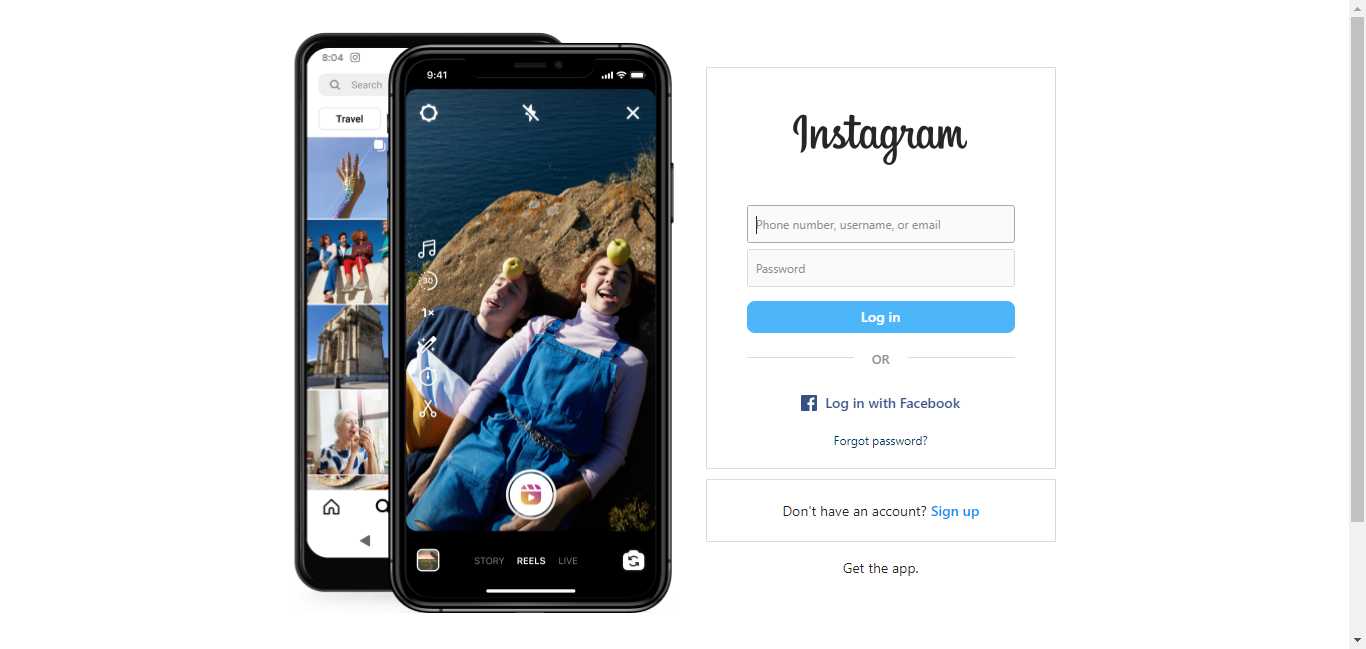 8:04
Search
Travel
9:41
30
1×
STORY REELS LIVE
Instagram
Phone number, username, or email
Password
Log in
OR
Log in with Facebook
Forgot password?
Don't have an account? Sign up
Get the app.